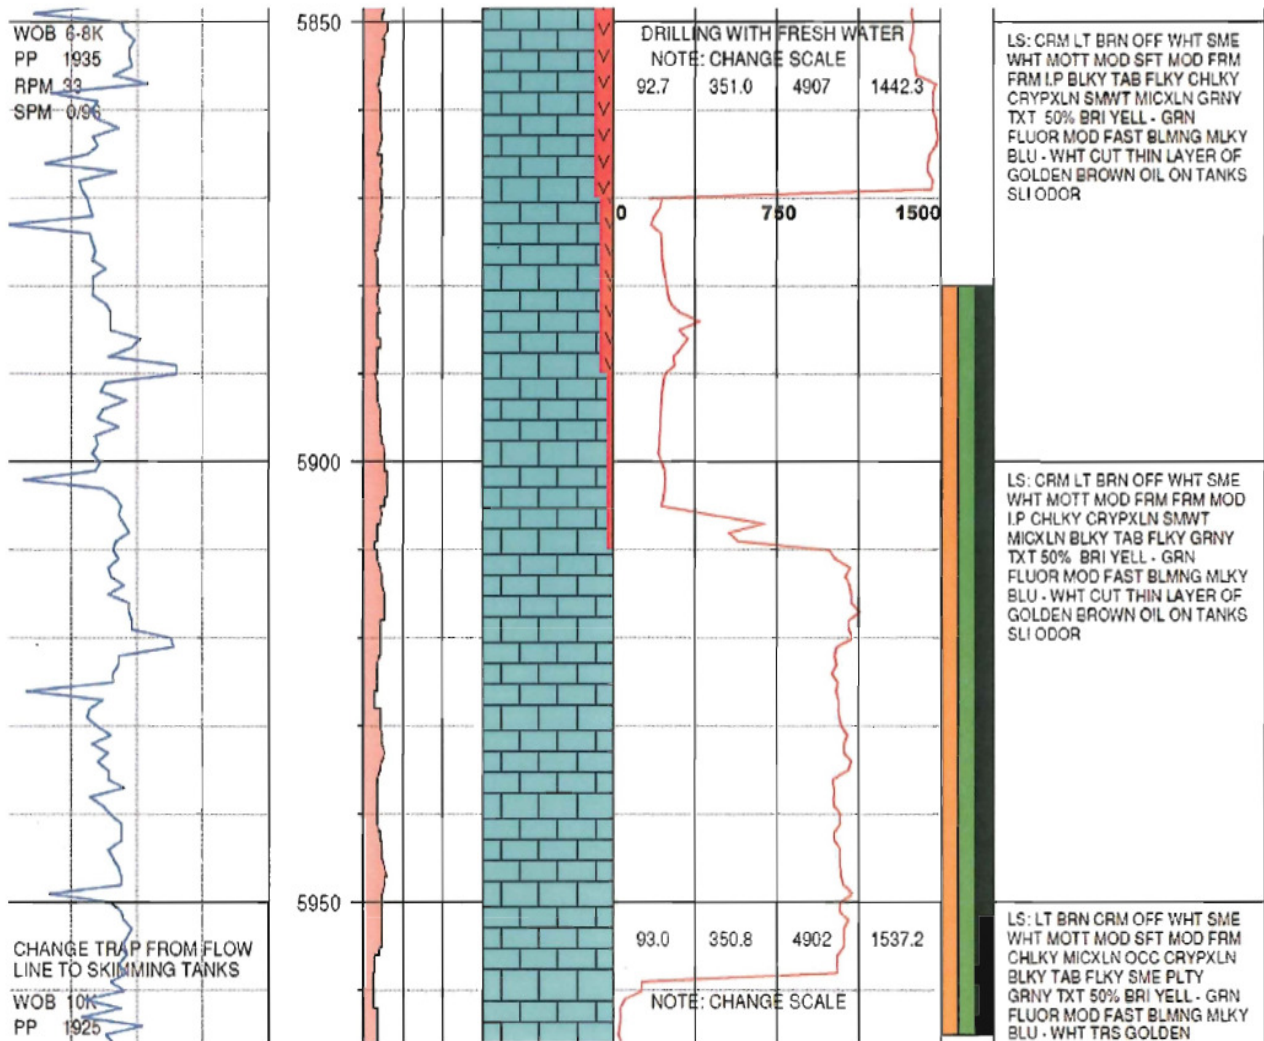 WOB 6-8K
PP 1935
RPM 33
SPM 0/96
5850
DRILLING WITH FRESH WATER
NOTE: CHANGE SCALE
92.7 351.0 4907 1442.3
0 750 1500
LS: CRM LT BRN OFF WHT SME
WHT MOTT MOD SFT MOD FRM
FRM I.P BLKY TAB FLKY CHLKY
CRYPXLN SMWT MICXLN GRNY
TXT 50% BRI YELL - GRN
FLUOR MOD FAST BLMNG MLKY
BLU - WHT CUT THIN LAYER OF
GOLDEN BROWN OIL ON TANKS
SLI ODOR
5900
LS: CRM LT BRN OFF WHT SME
WHT MOTT MOD FRM FRM MOD
I.P CHLKY CRYPXLN SMWT
MICXLN BLKY TAB FLKY GRNY
TXT 50% BRI YELL - GRN
FLUOR MOD FAST BLMNG MLKY
BLU - WHT CUT THIN LAYER OF
GOLDEN BROWN OIL ON TANKS
SLI ODOR
5950
CHANGE TRAP FROM FLOW
LINE TO SKIMMING TANKS
WOB 10K
PP 1925
93.0 350.8 4902 1537.2
NOTE: CHANGE SCALE
LS: LT BRN CRM OFF WHT SME
WHT MOTT MOD SFT MOD FRM
CHLKY MICXLN OCC CRYPXLN
BLKY TAB FLKY SME PLTY
GRNY TXT 50% BRI YELL - GRN
FLUOR MOD FAST BLMNG MLKY
BLU - WHT TRS GOLDEN